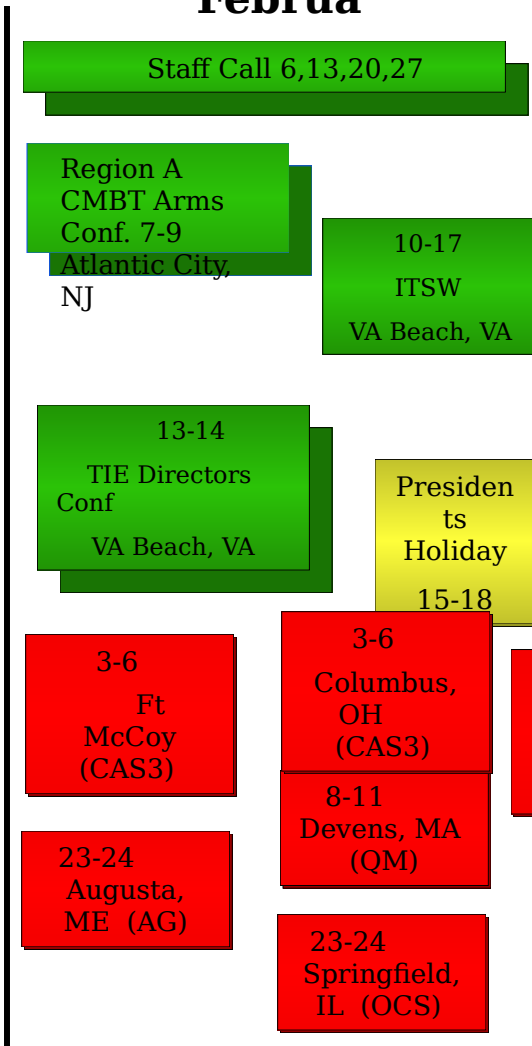 Februa
Staff Call 6,13,20,27
Region A
CMBT Arms
Conf. 7-9
Atlantic City,
NJ
10-17
ITSW
VA Beach, VA
13-14
TIE Directors
Conf
VA Beach, VA
Presiden
ts
Holiday
15-18
3-6
Ft
McCoy
(CAS3)
3-6
Columbus,
OH
(CAS3)
8-11
Devens, MA
(QM)
23-24
Augusta,
ME (AG)
23-24
Springfield,
IL (OCS)